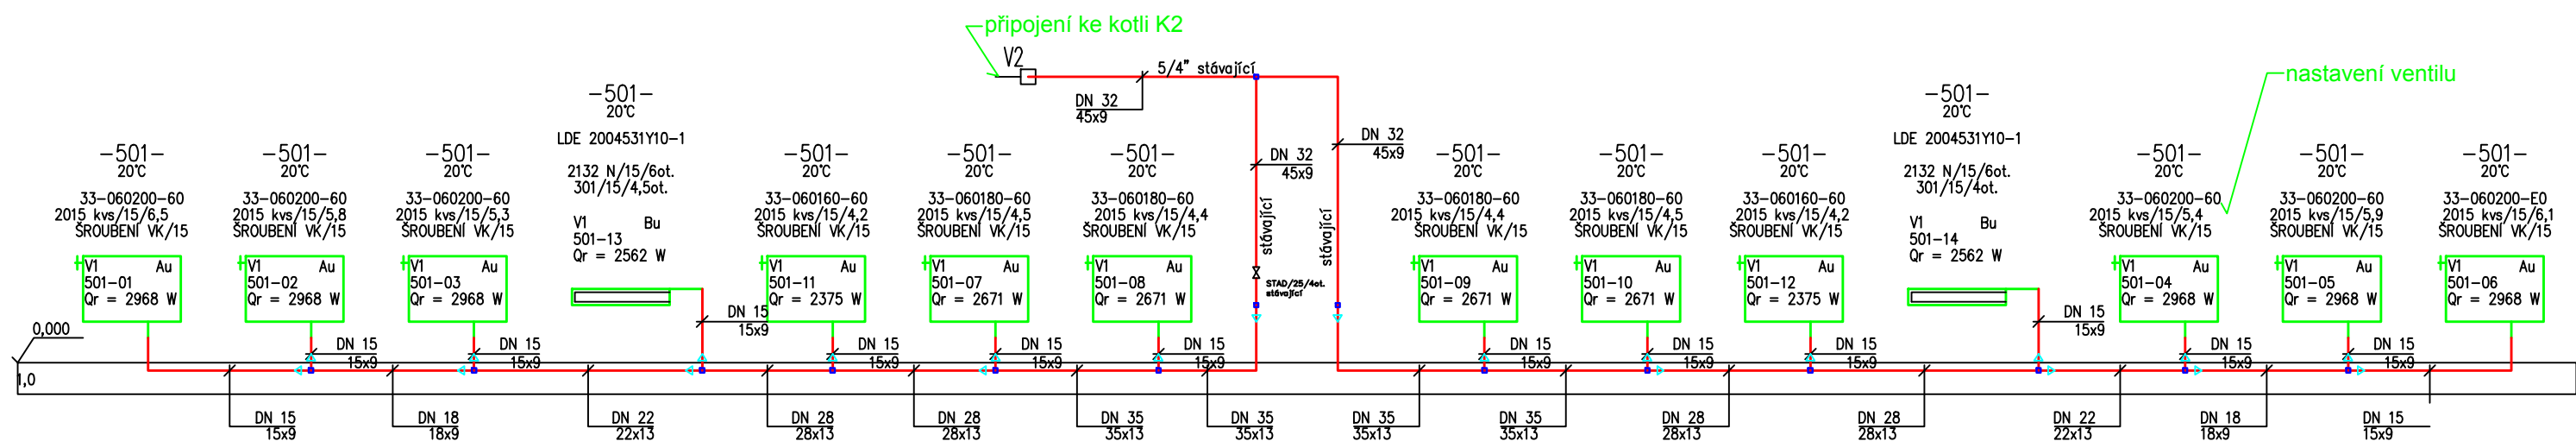 připojení ke kotli K2
V2
5/4" stávající
DN 32
45x9
DN 32
45x9
DN 32
45x9
stávající
stávající
STAD/25/4ot.
stávající
nastavení ventilu
-501-
20°C
33-060200-60
2015 kvs/15/6,5
ŠROUBENÍ VK/15
V1 Au
501-01
Qr = 2968 W
-501-
20°C
33-060200-60
2015 kvs/15/5,8
ŠROUBENÍ VK/15
V1 Au
501-02
Qr = 2968 W
-501-
20°C
33-060200-60
2015 kvs/15/5,3
ŠROUBENÍ VK/15
V1 Au
501-03
Qr = 2968 W
-501-
20°C
LDE 2004531Y10-1
2132 N/15/6ot.
301/15/4,5ot.
V1 Bu
501-13
Qr = 2562 W
-501-
20°C
33-060160-60
2015 kvs/15/4,2
ŠROUBENÍ VK/15
V1 Au
501-11
Qr = 2375 W
-501-
20°C
33-060180-60
2015 kvs/15/4,5
ŠROUBENÍ VK/15
V1 Au
501-07
Qr = 2671 W
-501-
20°C
33-060180-60
2015 kvs/15/4,4
ŠROUBENÍ VK/15
V1 Au
501-08
Qr = 2671 W
-501-
20°C
33-060180-60
2015 kvs/15/4,4
ŠROUBENÍ VK/15
V1 Au
501-09
Qr = 2671 W
-501-
20°C
33-060180-60
2015 kvs/15/4,5
ŠROUBENÍ VK/15
V1 Au
501-10
Qr = 2671 W
-501-
20°C
33-060160-60
2015 kvs/15/4,2
ŠROUBENÍ VK/15
V1 Au
501-12
Qr = 2375 W
-501-
20°C
LDE 2004531Y10-1
2132 N/15/6ot.
301/15/4ot.
V1 Bu
501-14
Qr = 2562 W
-501-
20°C
33-060200-60
2015 kvs/15/5,4
ŠROUBENÍ VK/15
V1 Au
501-04
Qr = 2968 W
-501-
20°C
33-060200-60
2015 kvs/15/5,9
ŠROUBENÍ VK/15
V1 Au
501-05
Qr = 2968 W
-501-
20°C
33-060200-E0
2015 kvs/15/6,1
ŠROUBENÍ VK/15
V1 Au
501-06
Qr = 2968 W
0,000
1,0
DN 15
15x9
DN 15
15x9
DN 15
15x9
DN 15
15x9
DN 15
15x9
DN 15
15x9
DN 15
15x9
DN 15
15x9
DN 15
15x9
DN 15
15x9
DN 15
15x9
DN 15
15x9
DN 15
15x9
DN 18
18x9
DN 22
22x13
DN 28
28x13
DN 28
28x13
DN 35
35x13
DN 35
35x13
DN 35
35x13
DN 35
35x13
DN 28
28x13
DN 28
28x13
DN 22
22x13
DN 18
18x9
DN 15
15x9